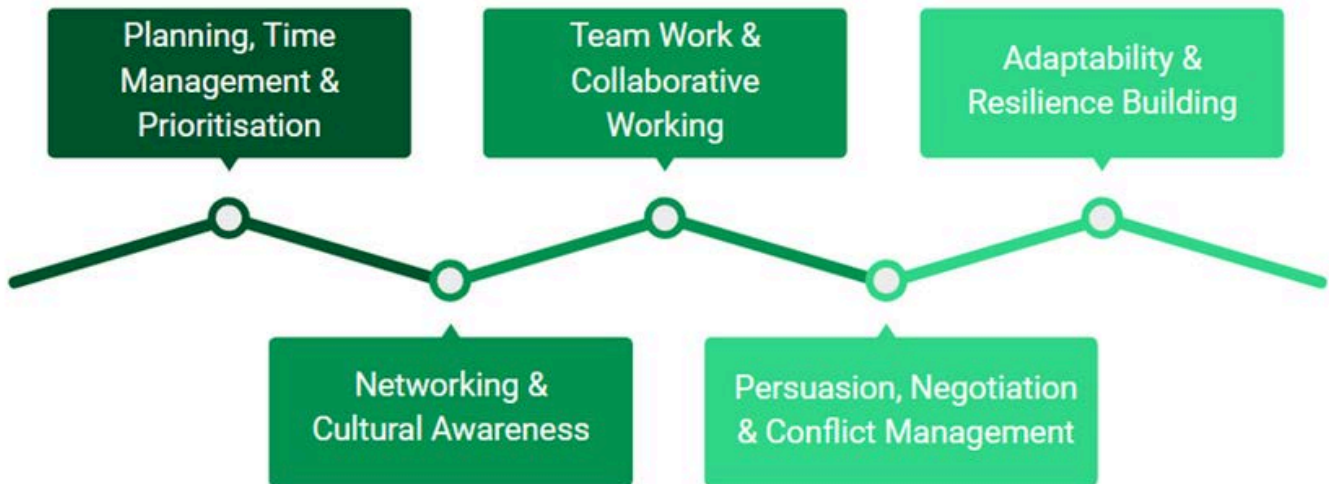 Planning, Time
Management &
Prioritisation
Networking &
Cultural Awareness
Team Work &
Collaborative
Working
Persuasion, Negotiation
& Conflict Management
Adaptability &
Resilience Building